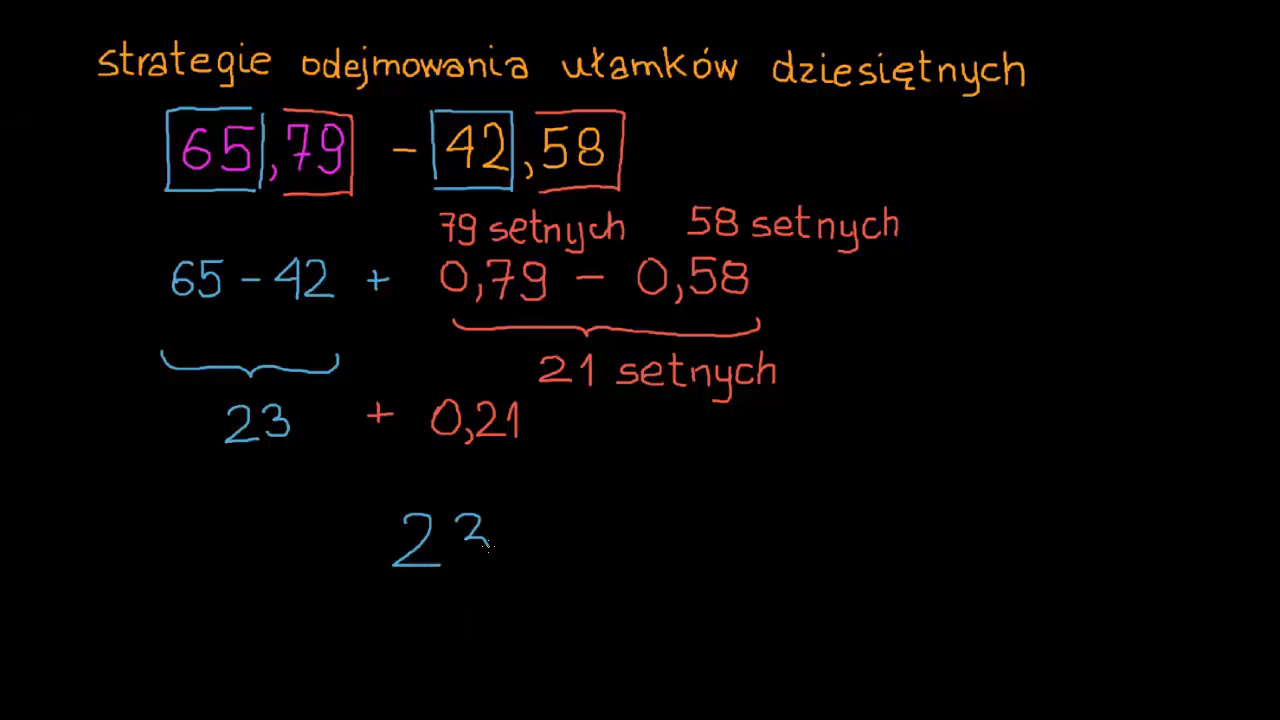 strategie odejmowania ułamków dziesiętnych
65,79 - 42,58
79 setnych 58 setnych
65 - 42 + 0,79 - 0,58
21 setnych
23 + 0,21
2